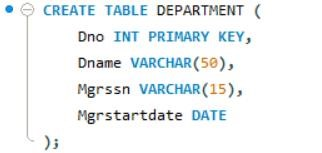 CREATE TABLE DEPARTMENT (
Dno INT PRIMARY KEY,
Dname VARCHAR(50),
Mgrssn VARCHAR(15),
Mgrstartdate DATE
);